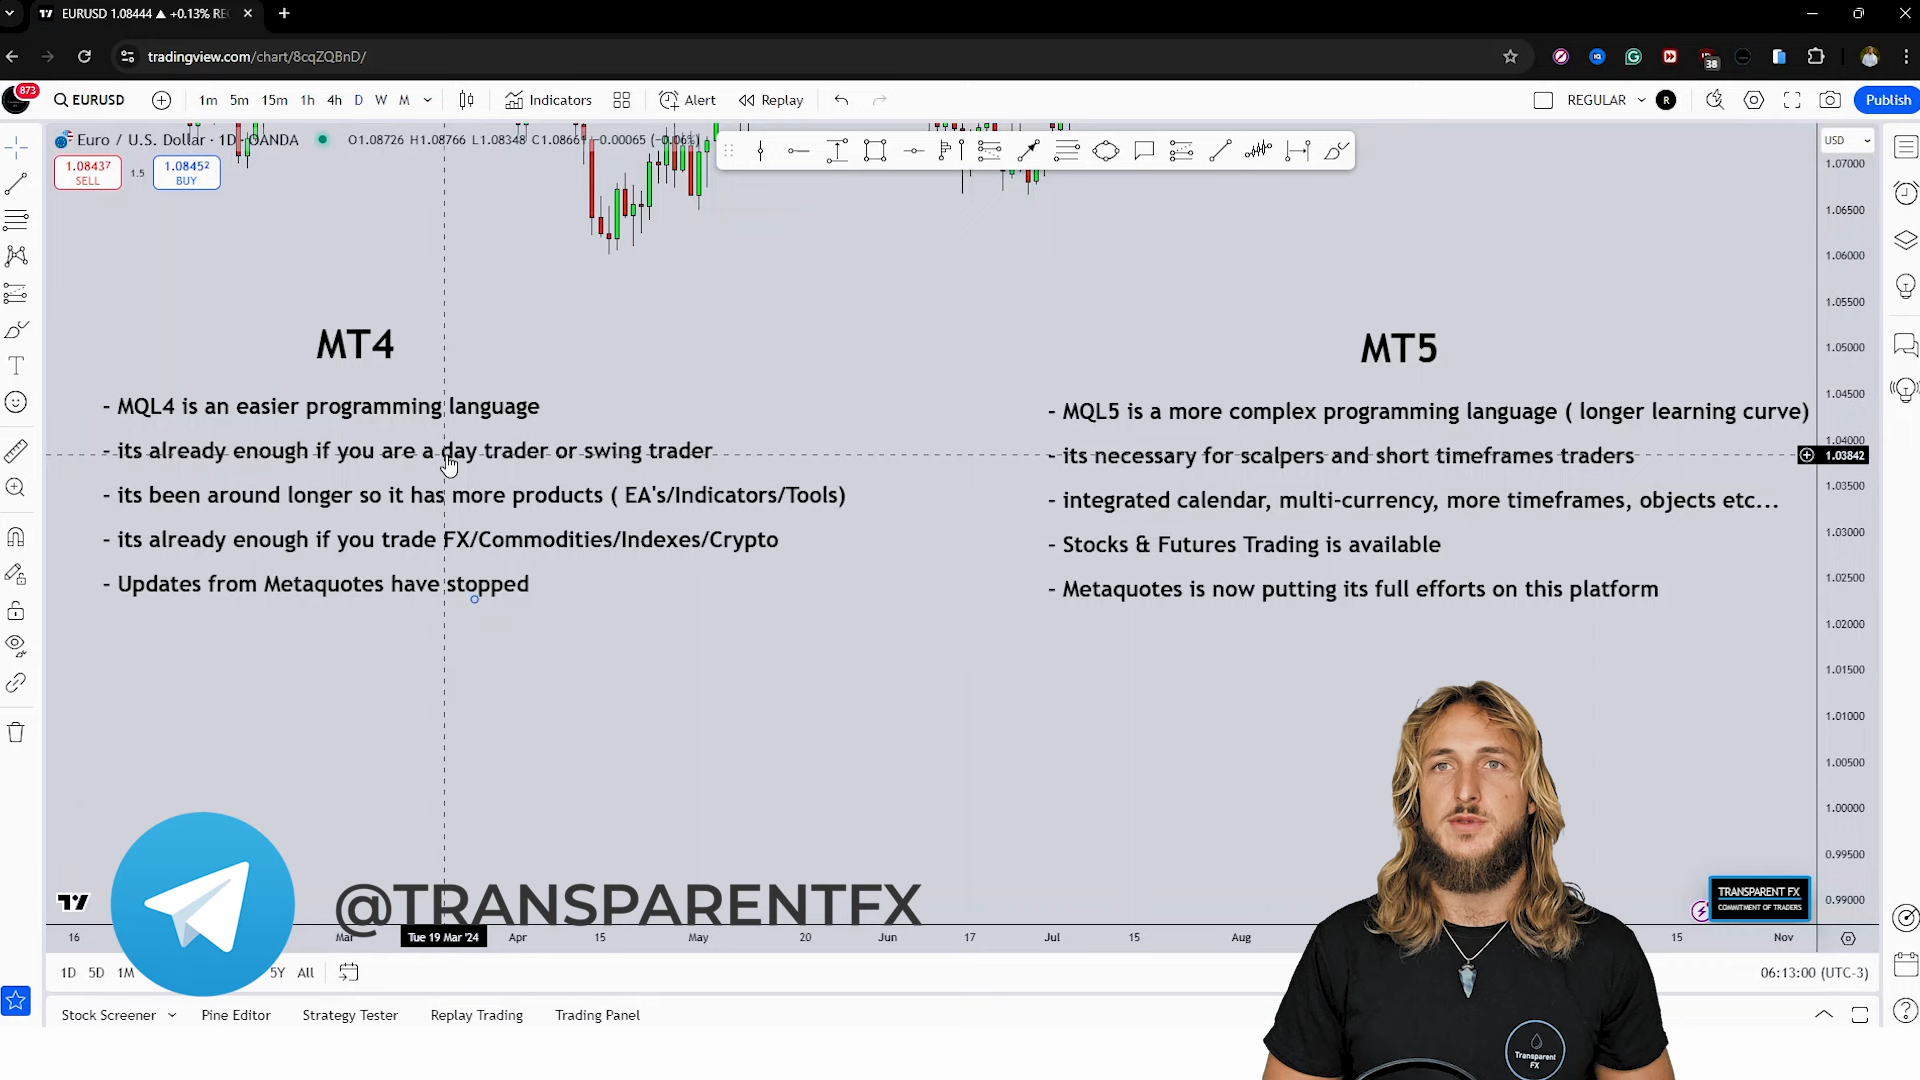 EURUSD 1.08444 ▲ +0.13% RE
tradingview.com/chart/8cqZQBnD/
38
873
EURUSD
1m 5m 15m 1h 4h D W M
Indicators
Alert
Replay
REGULAR
R
Publish
Euro / U.S. Dollar · 1D · OANDA
O1.08726 H1.08766 L1.08348 C1.08661 −0.00065 (−0.06%)
1.08437
SELL
1.5
1.08452
BUY
USD
1.07000
1.06500
1.06000
1.05500
1.05000
1.04500
1.04000
1.03842
1.03500
1.03000
1.02500
1.02000
1.01500
1.01000
1.00500
1.00000
0.99500
0.99000
MT4
- MQL4 is an easier programming language
- its already enough if you are a day trader or swing trader
- its been around longer so it has more products ( EA's/Indicators/Tools)
- its already enough if you trade FX/Commodities/Indexes/Crypto
- Updates from Metaquotes have stopped
MT5
- MQL5 is a more complex programming language ( longer learning curve)
- its necessary for scalpers and short timeframes traders
- integrated calendar, multi-currency, more timeframes, objects etc...
- Stocks & Futures Trading is available
- Metaquotes is now putting its full efforts on this platform
@TRANSPARENTFX
TRANSPARENT FX
COMMITMENT OF TRADERS
16 Mar Tue 19 Mar '24 Apr 15 May 20 Jun 17 Jul 15 Aug 15 Nov
1D 5D 1M 5Y All
06:13:00 (UTC-3)
Stock Screener
Pine Editor
Strategy Tester
Replay Trading
Trading Panel
Transparent
FX